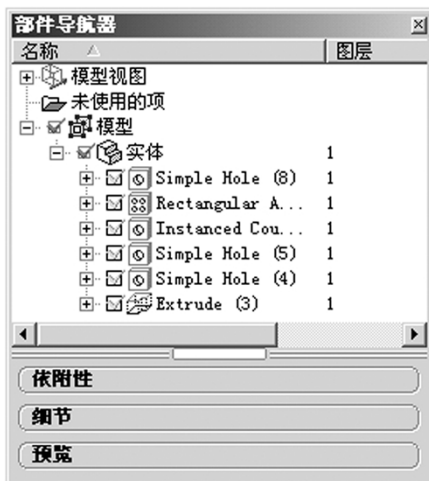 部件导航器
名称 图层
模型视图
未使用的项
模型
实体 1
Simple Hole (8) 1
Rectangular A... 1
Instanced Cou... 1
Simple Hole (5) 1
Simple Hole (4) 1
Extrude (3) 1
依附性
细节
预览